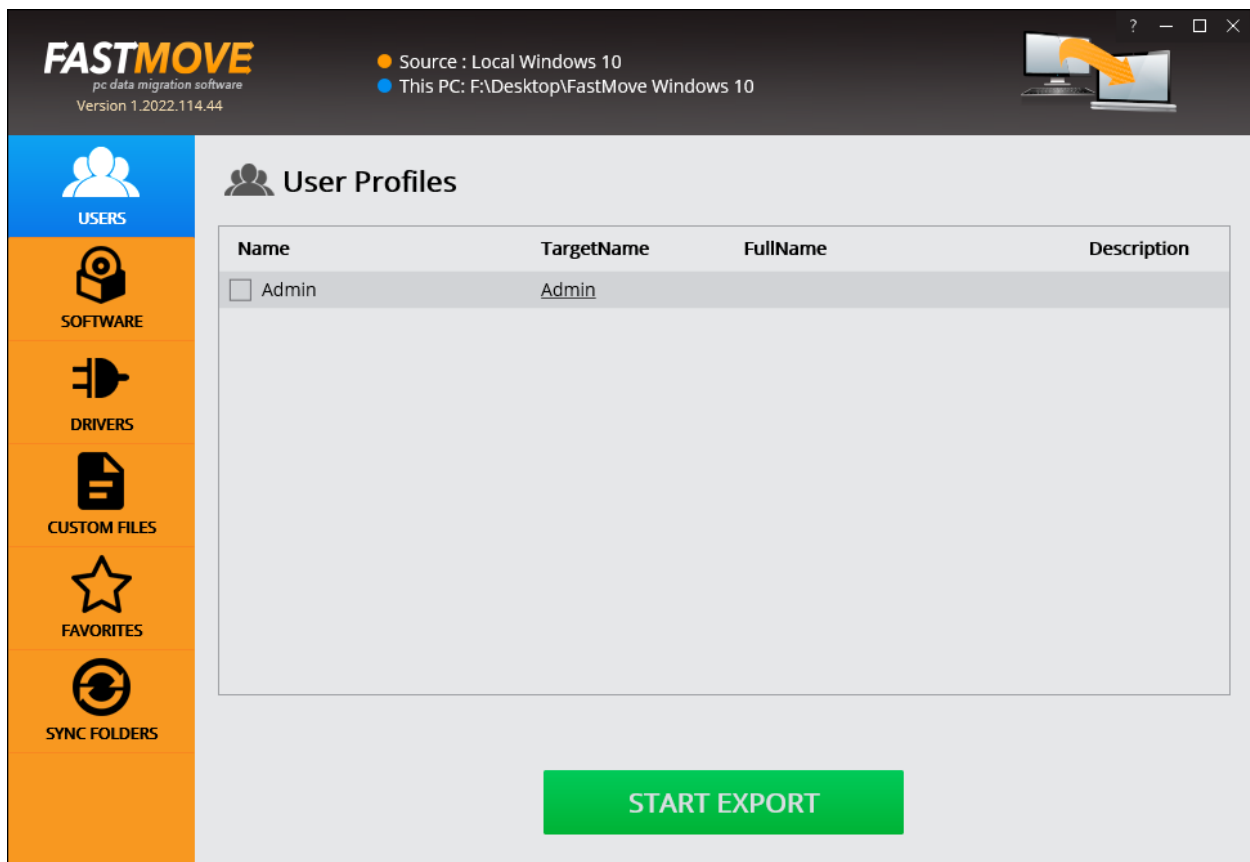 FASTMOVE
pc data migration software
Version 1.2022.114.44
Source : Local Windows 10
This PC: F:\Desktop\FastMove Windows 10
?
USERS
SOFTWARE
DRIVERS
CUSTOM FILES
FAVORITES
SYNC FOLDERS
User Profiles
Name TargetName FullName Description
Admin Admin
START EXPORT